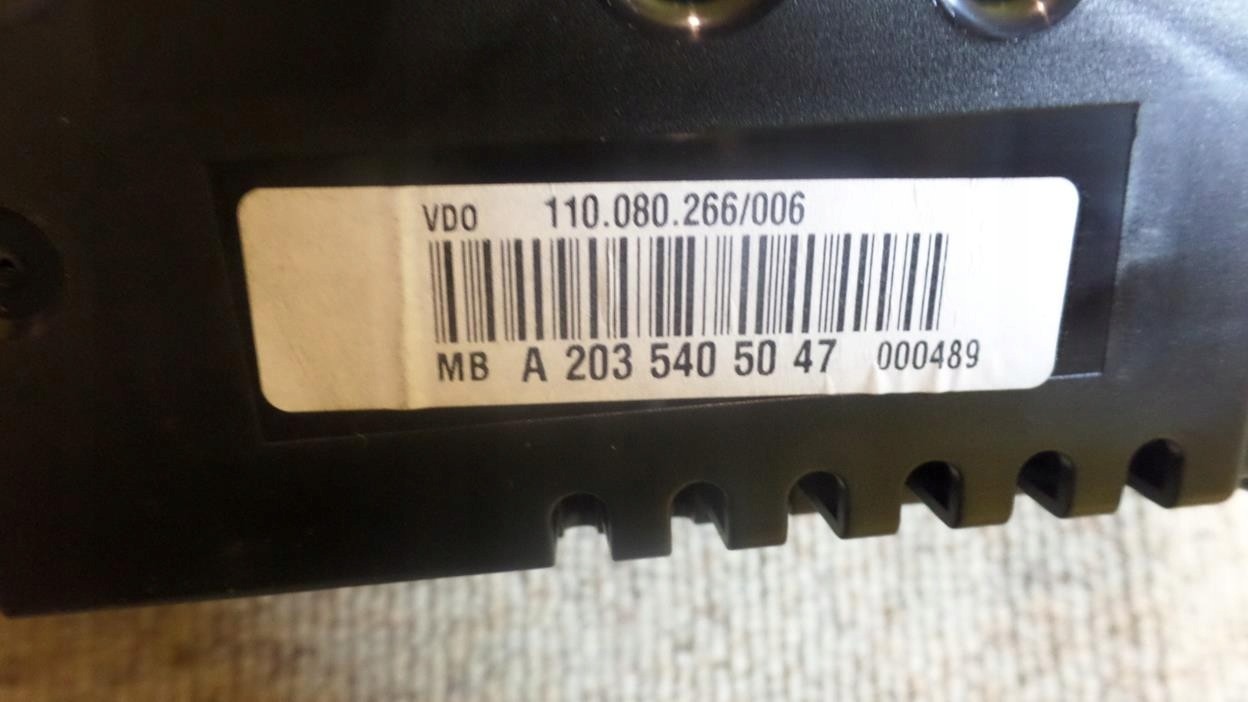 VDO 110.080.266/006
MB A 203 540 50 47 000489